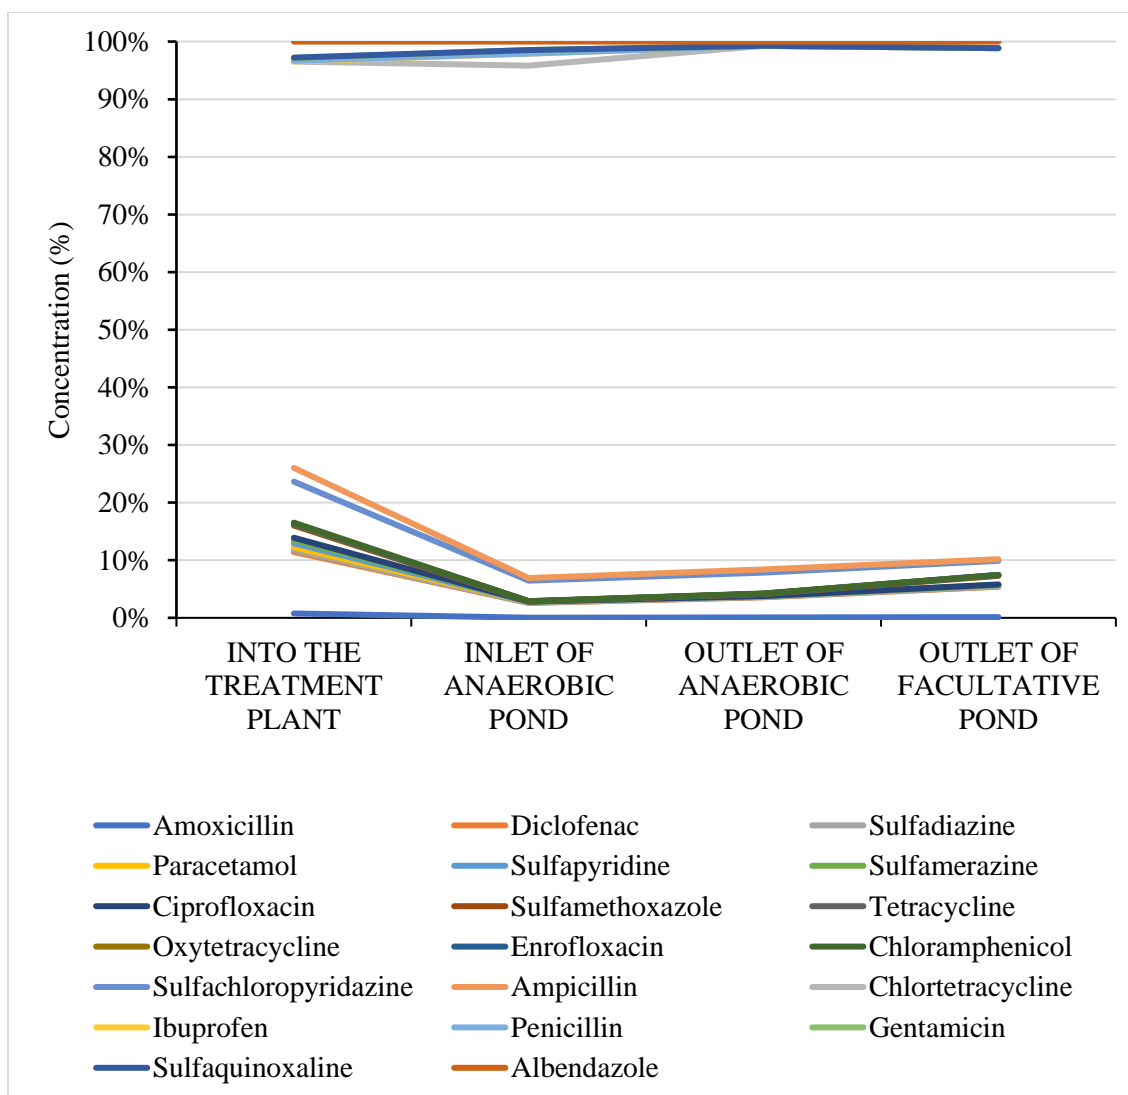 100%
90%
80%
70%
60%
50%
40%
30%
20%
10%
0%
Concentration (%)
INTO THE
TREATMENT
PLANT
INLET OF
ANAEROBIC
POND
OUTLET OF
ANAEROBIC
POND
OUTLET OF
FACULTATIVE
POND
Amoxicillin
Diclofenac
Sulfadiazine
Paracetamol
Sulfapyridine
Sulfamerazine
Ciprofloxacin
Sulfamethoxazole
Tetracycline
Oxytetracycline
Enrofloxacin
Chloramphenicol
Sulfachloropyridazine
Ampicillin
Chlortetracycline
Ibuprofen
Penicillin
Gentamicin
Sulfaquinoxaline
Albendazole